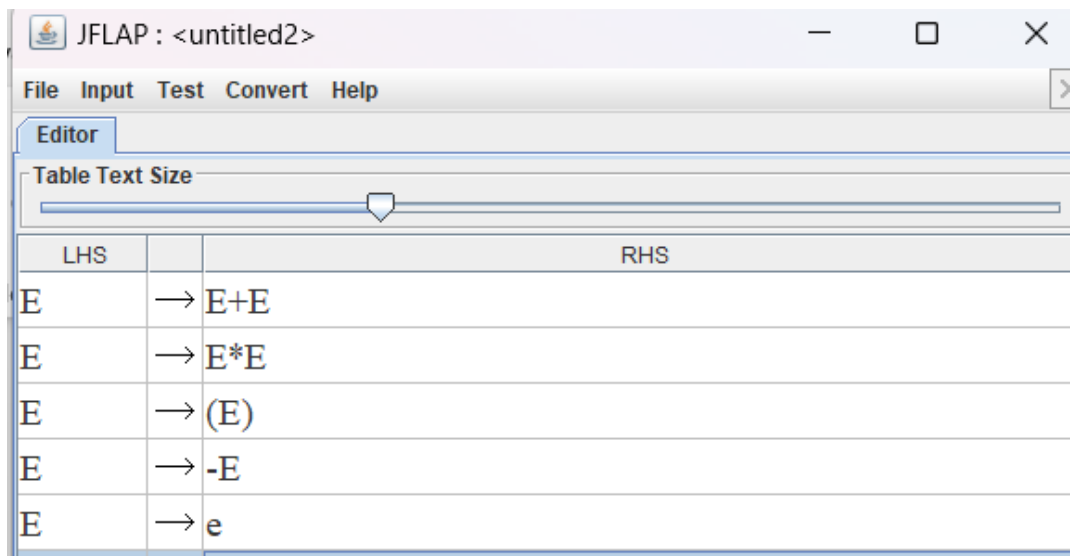 JFLAP : <untitled2>
File Input Test Convert Help
Editor
Table Text Size
LHS RHS
E → E+E
E → E*E
E → (E)
E → -E
E → e